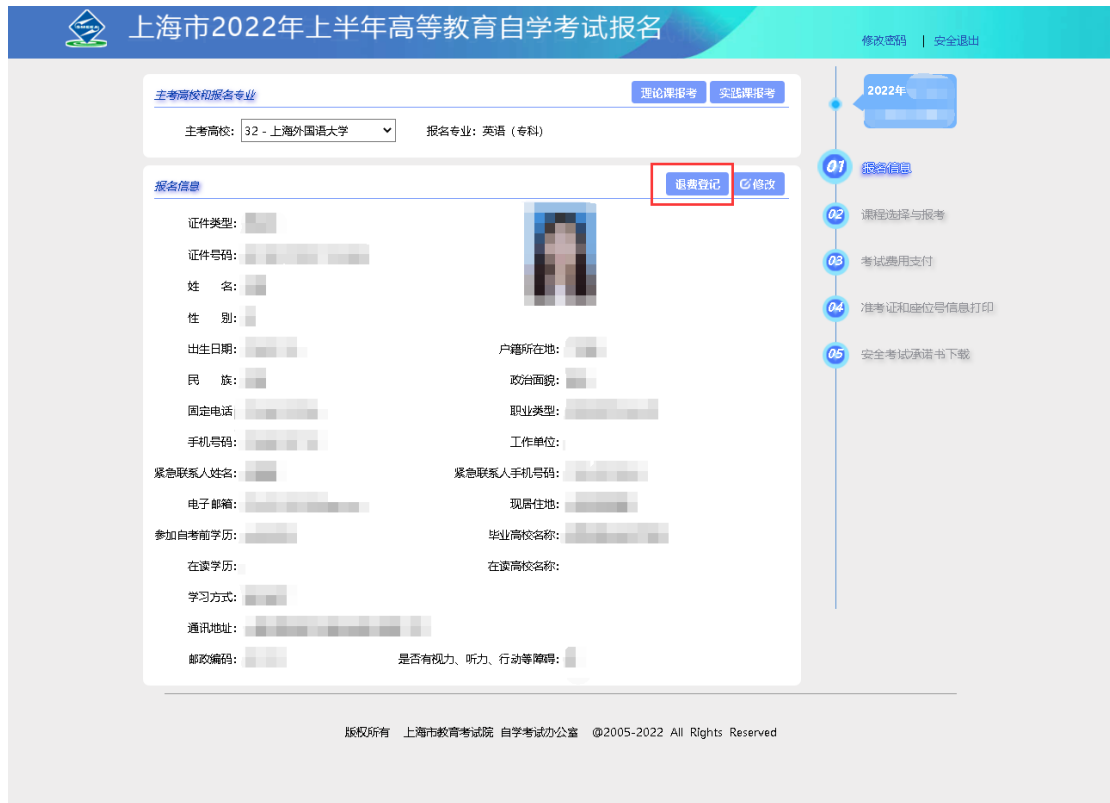 上海市2022年上半年高等教育自学考试报名
修改密码 | 安全退出
主考高校和报名专业
理论课报考 实践课报考
主考高校: 32 - 上海外国语大学 报名专业: 英语 (专科)
报名信息
退费登记 修改
证件类型:
证件号码:
姓 名:
性 别:
出生日期: 户籍所在地:
民 族: 政治面貌:
固定电话 职业类型:
手机号码: 工作单位:
紧急联系人姓名: 紧急联系人手机号码:
电子邮箱: 现居住地:
参加自考前学历: 毕业高校名称:
在读学历: 在读高校名称:
学习方式:
通讯地址:
邮政编码: 是否有视力、听力、行动等障碍:
2022年
01 报名信息
02 课程选择与报考
03 考试费用支付
04 准考证和座位号信息打印
05 安全考试承诺书下载
版权所有 上海市教育考试院 自学考试办公室 @2005-2022 All Rights Reserved